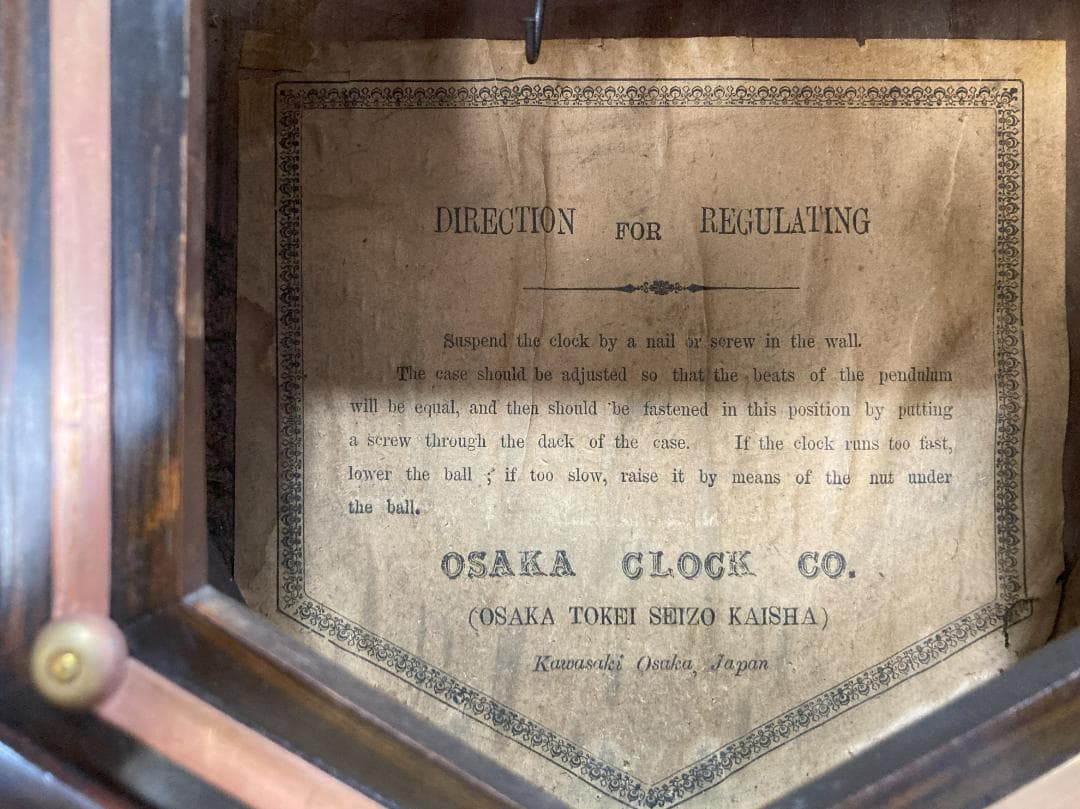 DIRECTION FOR REGULATING
Suspend the clock by a nail or screw in the wall.
The case should be adjusted so that the beats of the pendulum
will be equal, and then should be fastened in this position by putting
a screw through the dack of the case. If the clock runs too fast,
lower the ball ; if too slow, raise it by means of the nut under
the ball.
OSAKA CLOCK CO.
(OSAKA TOKEI SEIZO KAISHA)
Kawasaki Osaka, Japan